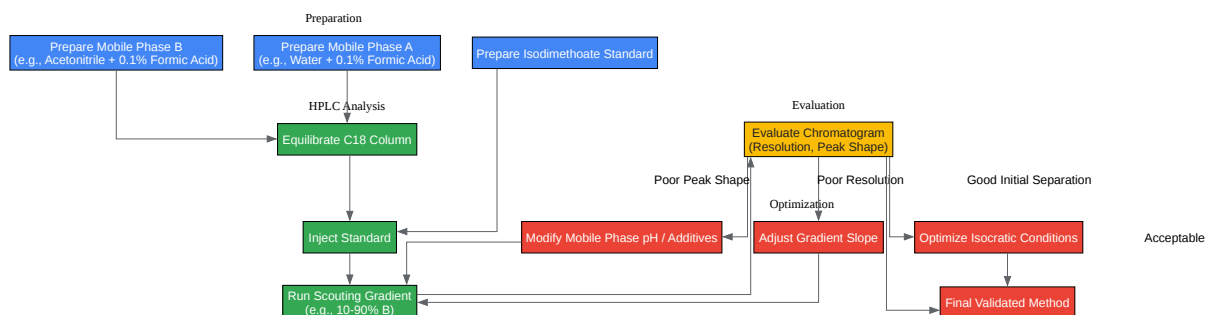 Preparation
Prepare Mobile Phase B
(e.g., Acetonitrile + 0.1% Formic Acid)
Prepare Mobile Phase A
(e.g., Water + 0.1% Formic Acid)
Prepare Isodimethoate Standard
HPLC Analysis
Equilibrate C18 Column
Evaluation
Evaluate Chromatogram
(Resolution, Peak Shape)
Poor Peak Shape
Poor Resolution
Good Initial Separation
Optimization
Inject Standard
Modify Mobile Phase pH / Additives
Adjust Gradient Slope
Optimize Isocratic Conditions
Acceptable
Run Scouting Gradient
(e.g., 10-90% B)
Final Validated Method